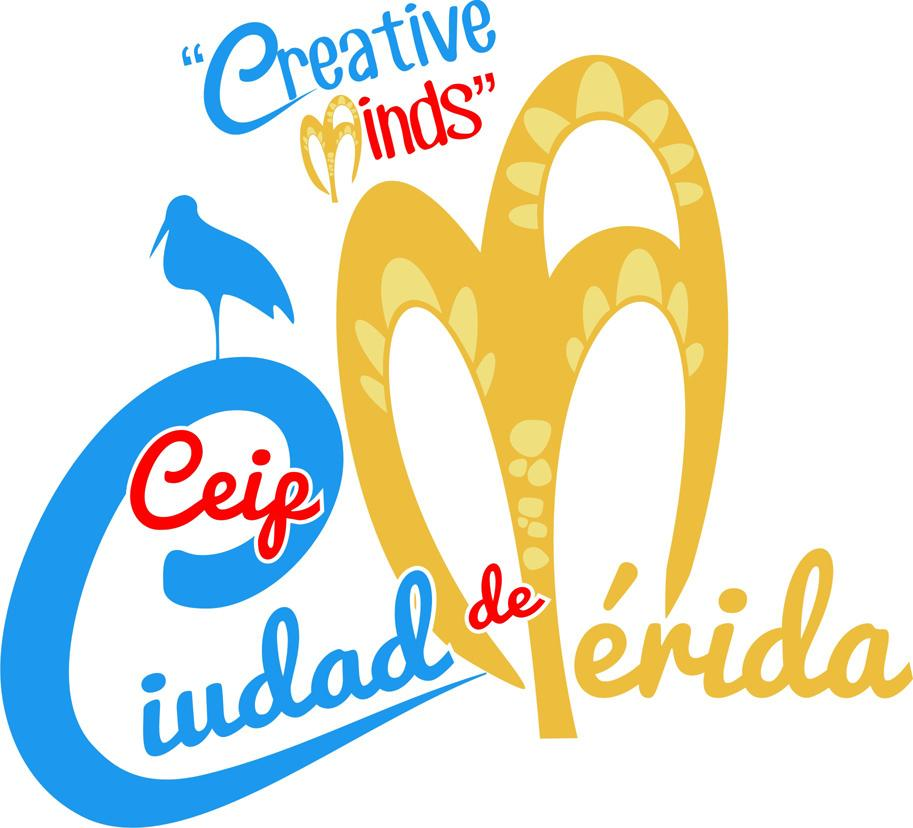 “Creative
Minds”
Ceip
Ciudad de Mérida